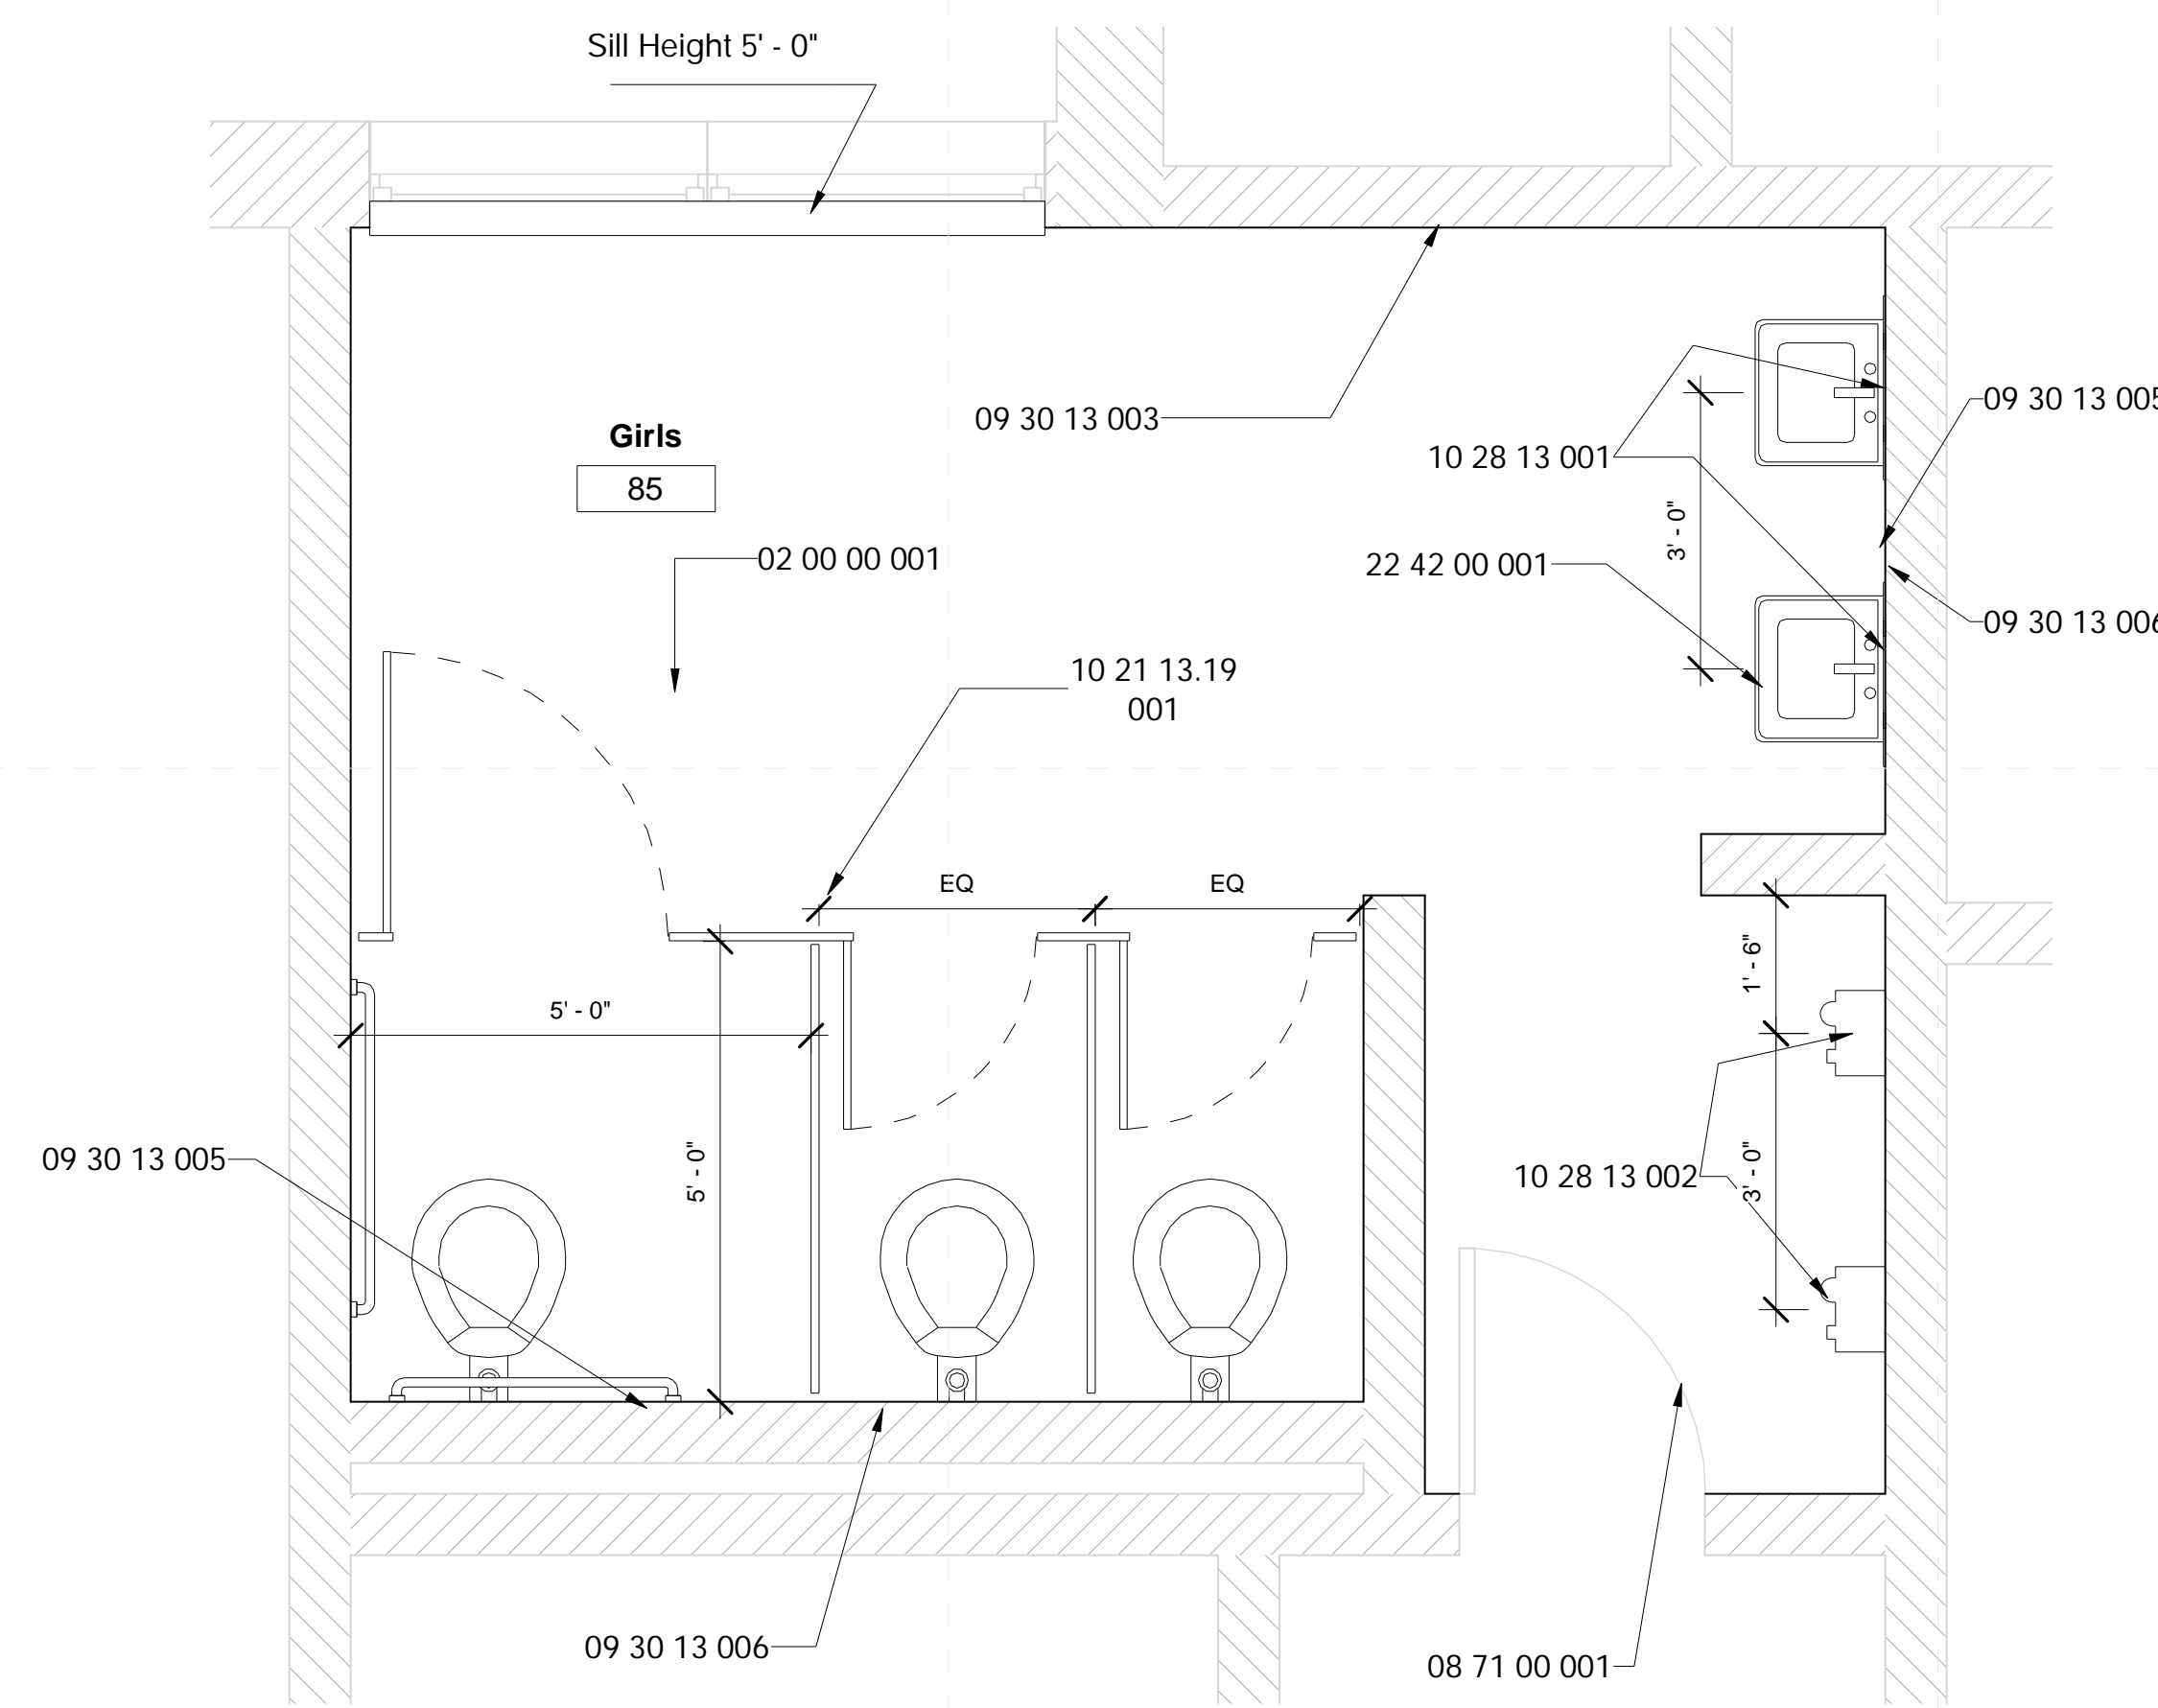 Sill Height 5' - 0"
09 30 13 005
09 30 13 003
Girls
10 28 13 001
85
3' - 0"
02 00 00 001
22 42 00 001
09 30 13 006
10 21 13.19
001
EQ
EQ
1' - 6"
5' - 0"
09 30 13 005
5' - 0"
10 28 13 002
3' - 0"
09 30 13 006
08 71 00 001